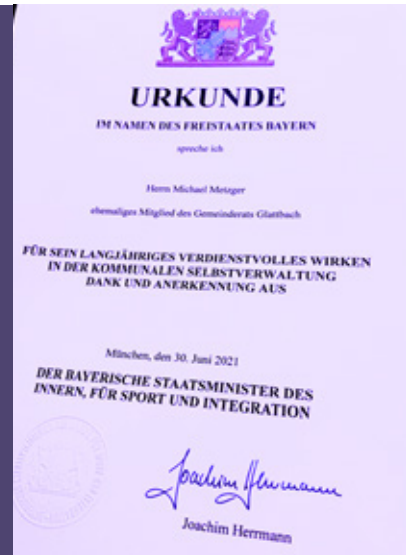 URKUNDE
IM NAMEN DES FREISTAATES BAYERN
spreche ich
Herrn Michael Metzger
ehemaliges Mitglied des Gemeinderats Glattbach
FÜR SEIN LANGJÄHRIGES VERDIENSTVOLLES WIRKEN
IN DER KOMMUNALEN SELBSTVERWALTUNG
DANK UND ANERKENNUNG AUS
München, den 30. Juni 2021
DER BAYERISCHE STAATSMINISTER DES
INNERN, FÜR SPORT UND INTEGRATION
Joachim Herrmann
Joachim Herrmann